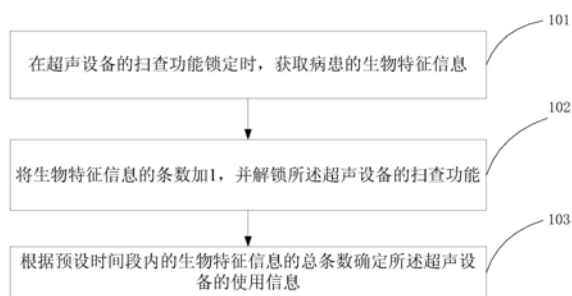 101
在超声设备的扫查功能锁定时，获取病患的生物特征信息
102
将生物特征信息的条数加1，并解锁所述超声设备的扫查功能
103
根据预设时间段内的生物特征信息的总条数确定所述超声设
备的使用信息